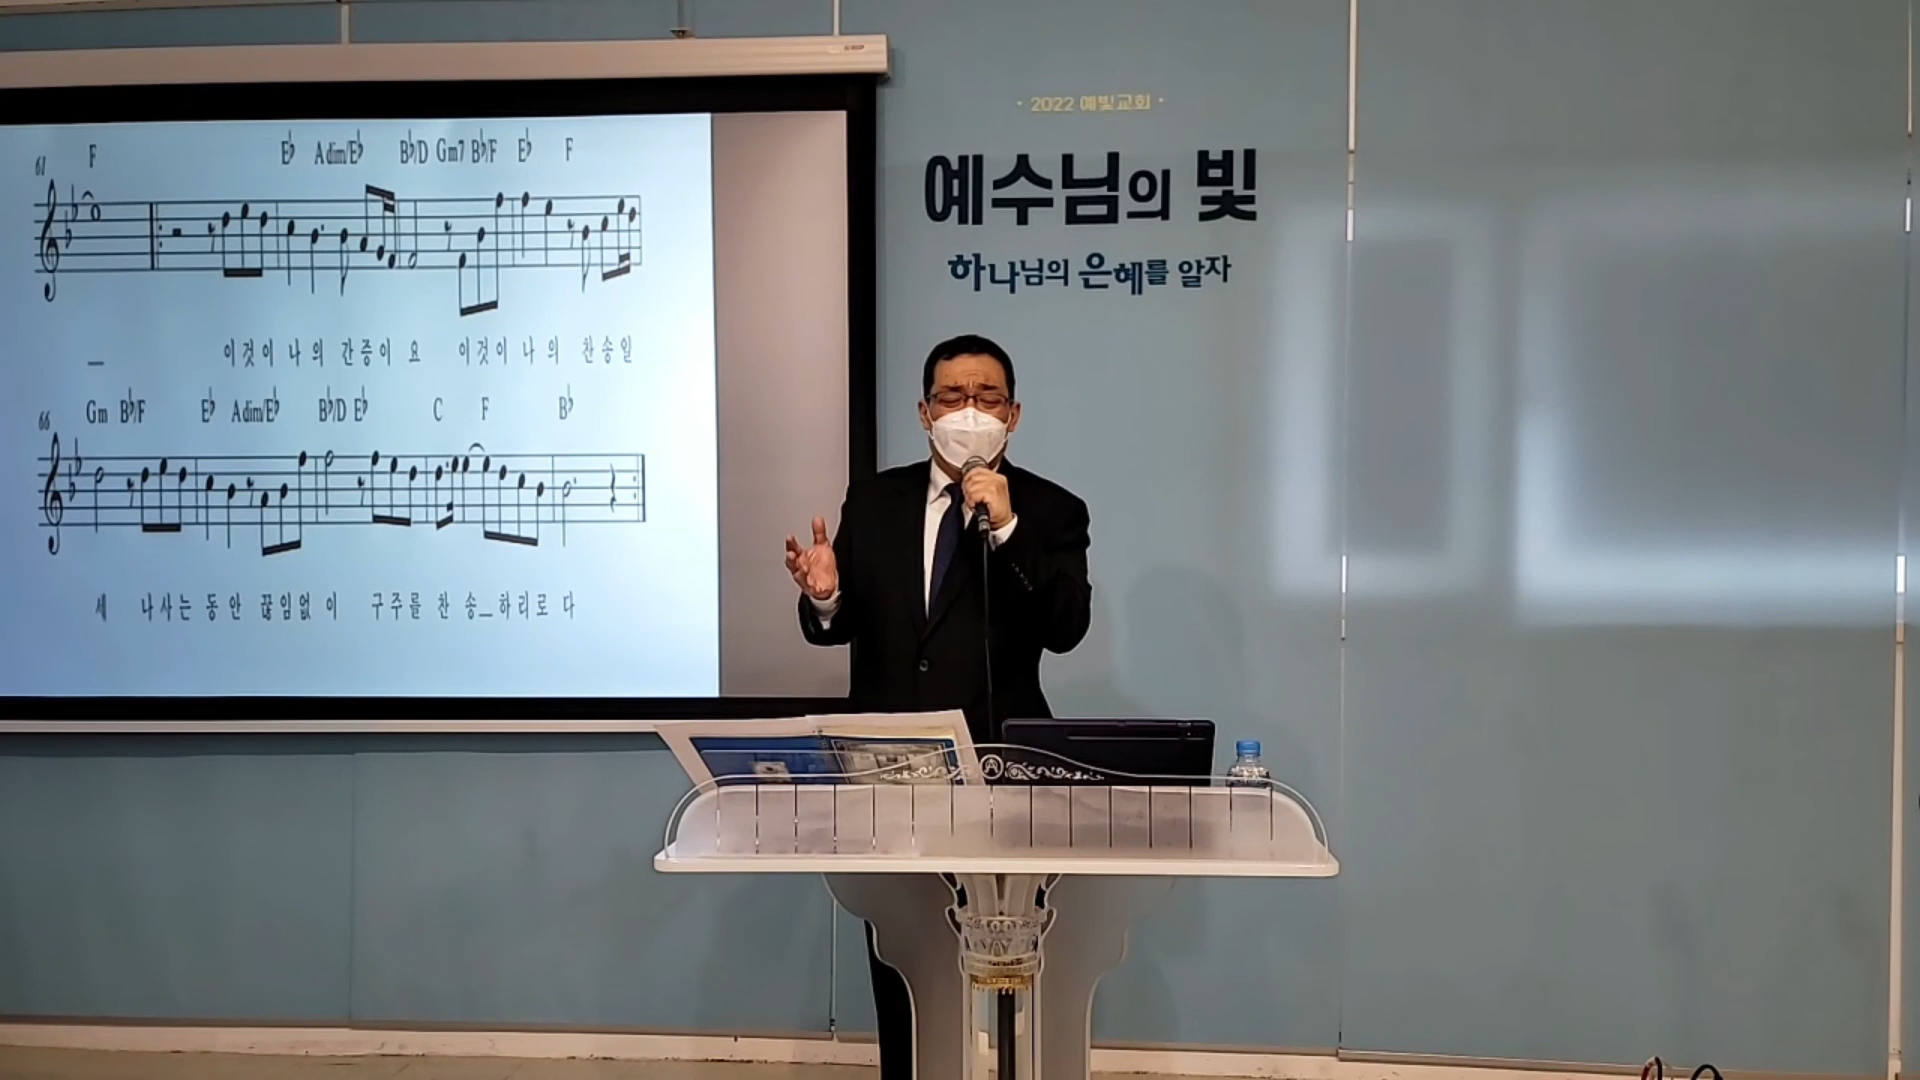 61 F E♭ Adim/E♭ B♭/D Gm7 B♭/F E♭ F
이것이 나의 간증이요 이것이 나의 찬송일
66 Gm B♭/F E♭ Adim/E♭ B♭/D E♭ C F B♭
세 나사는 동안 끊임없이 구주를 찬송_하리로다
· 2022 예빛교회 ·
예수님의 빛
하나님의 은혜를 알자